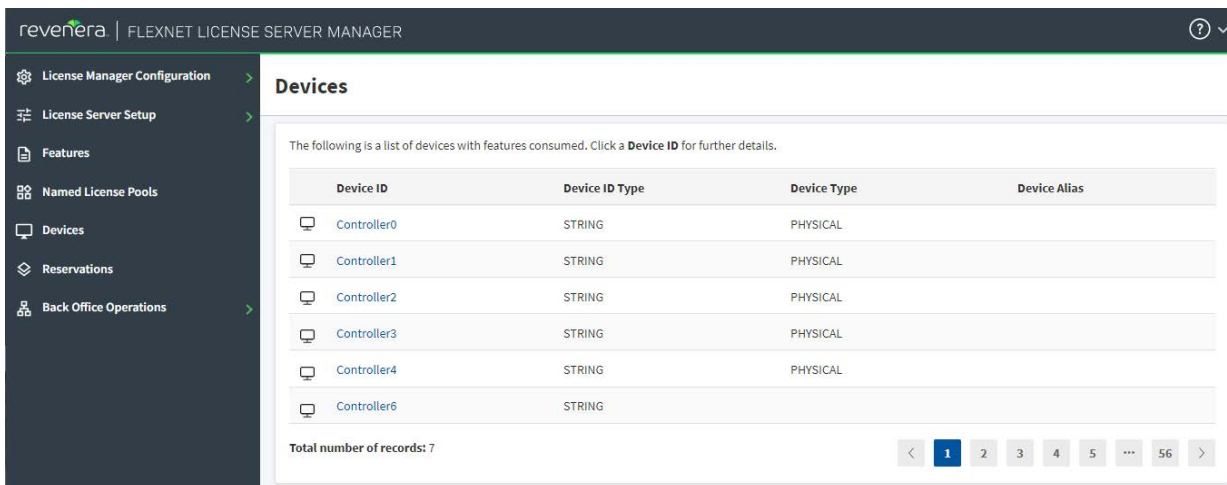 revenera. | FLEXNET LICENSE SERVER MANAGER
License Manager Configuration
License Server Setup
Features
Named License Pools
Devices
Reservations
Back Office Operations
Devices
The following is a list of devices with features consumed. Click a Device ID for further details.
Device ID Device ID Type Device Type Device Alias
Controller0 STRING PHYSICAL
Controller1 STRING PHYSICAL
Controller2 STRING PHYSICAL
Controller3 STRING PHYSICAL
Controller4 STRING PHYSICAL
Controller6 STRING
Total number of records: 7
< 1 2 3 4 5 ... 56 >